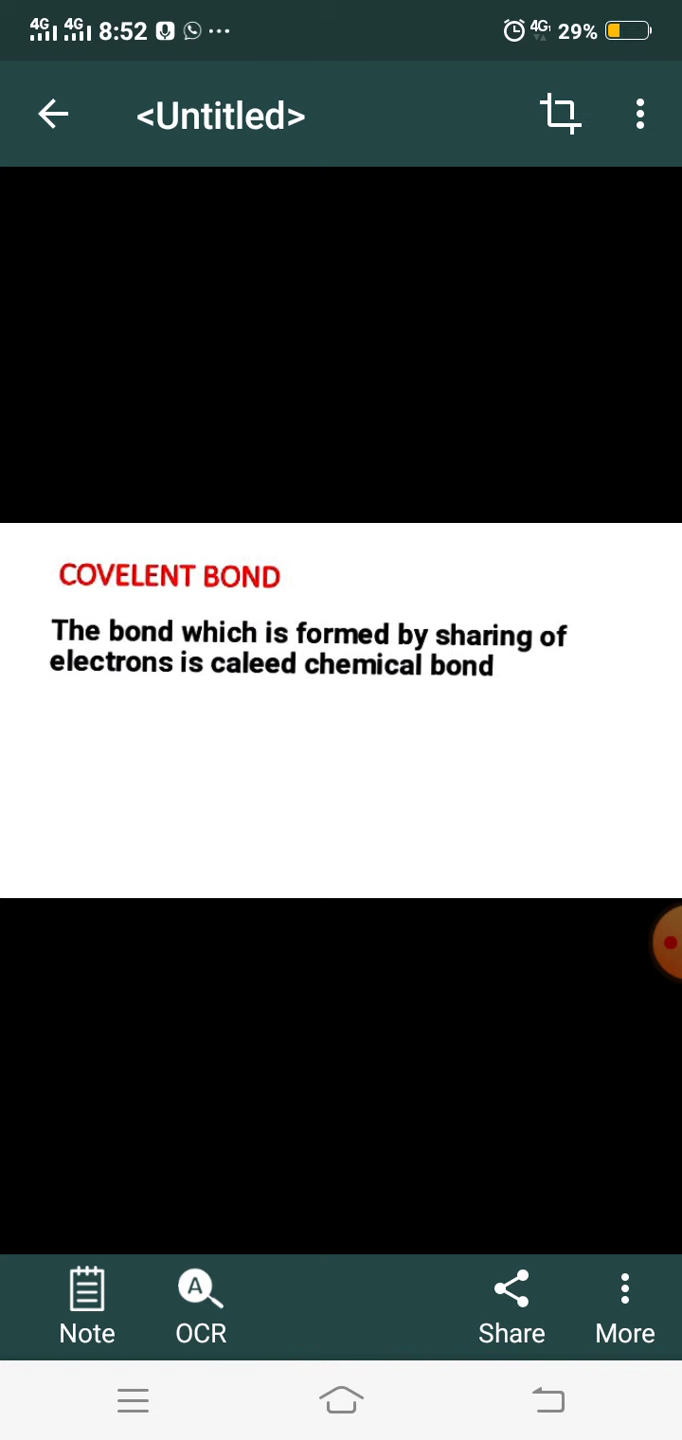 4G 4G 8:52 4G 29%
<Untitled>
COVELENT BOND
The bond which is formed by sharing of
electrons is caleed chemical bond
A
Note OCR Share More